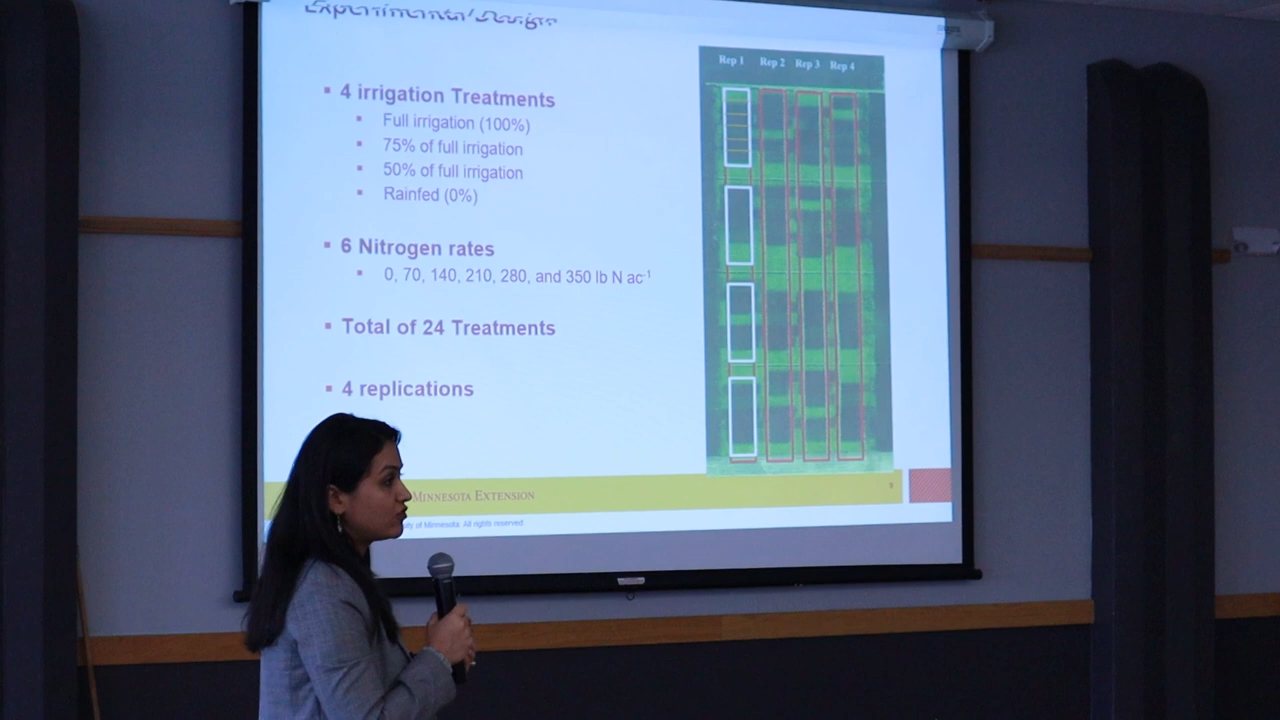 Experimental Design
4 irrigation Treatments
Full irrigation (100%)
75% of full irrigation
50% of full irrigation
Rainfed (0%)
6 Nitrogen rates
0, 70, 140, 210, 280, and 350 lb N ac-1
Total of 24 Treatments
4 replications
Rep 1 Rep 2 Rep 3 Rep 4
Minnesota Extension
8
of Minnesota. All rights reserved.